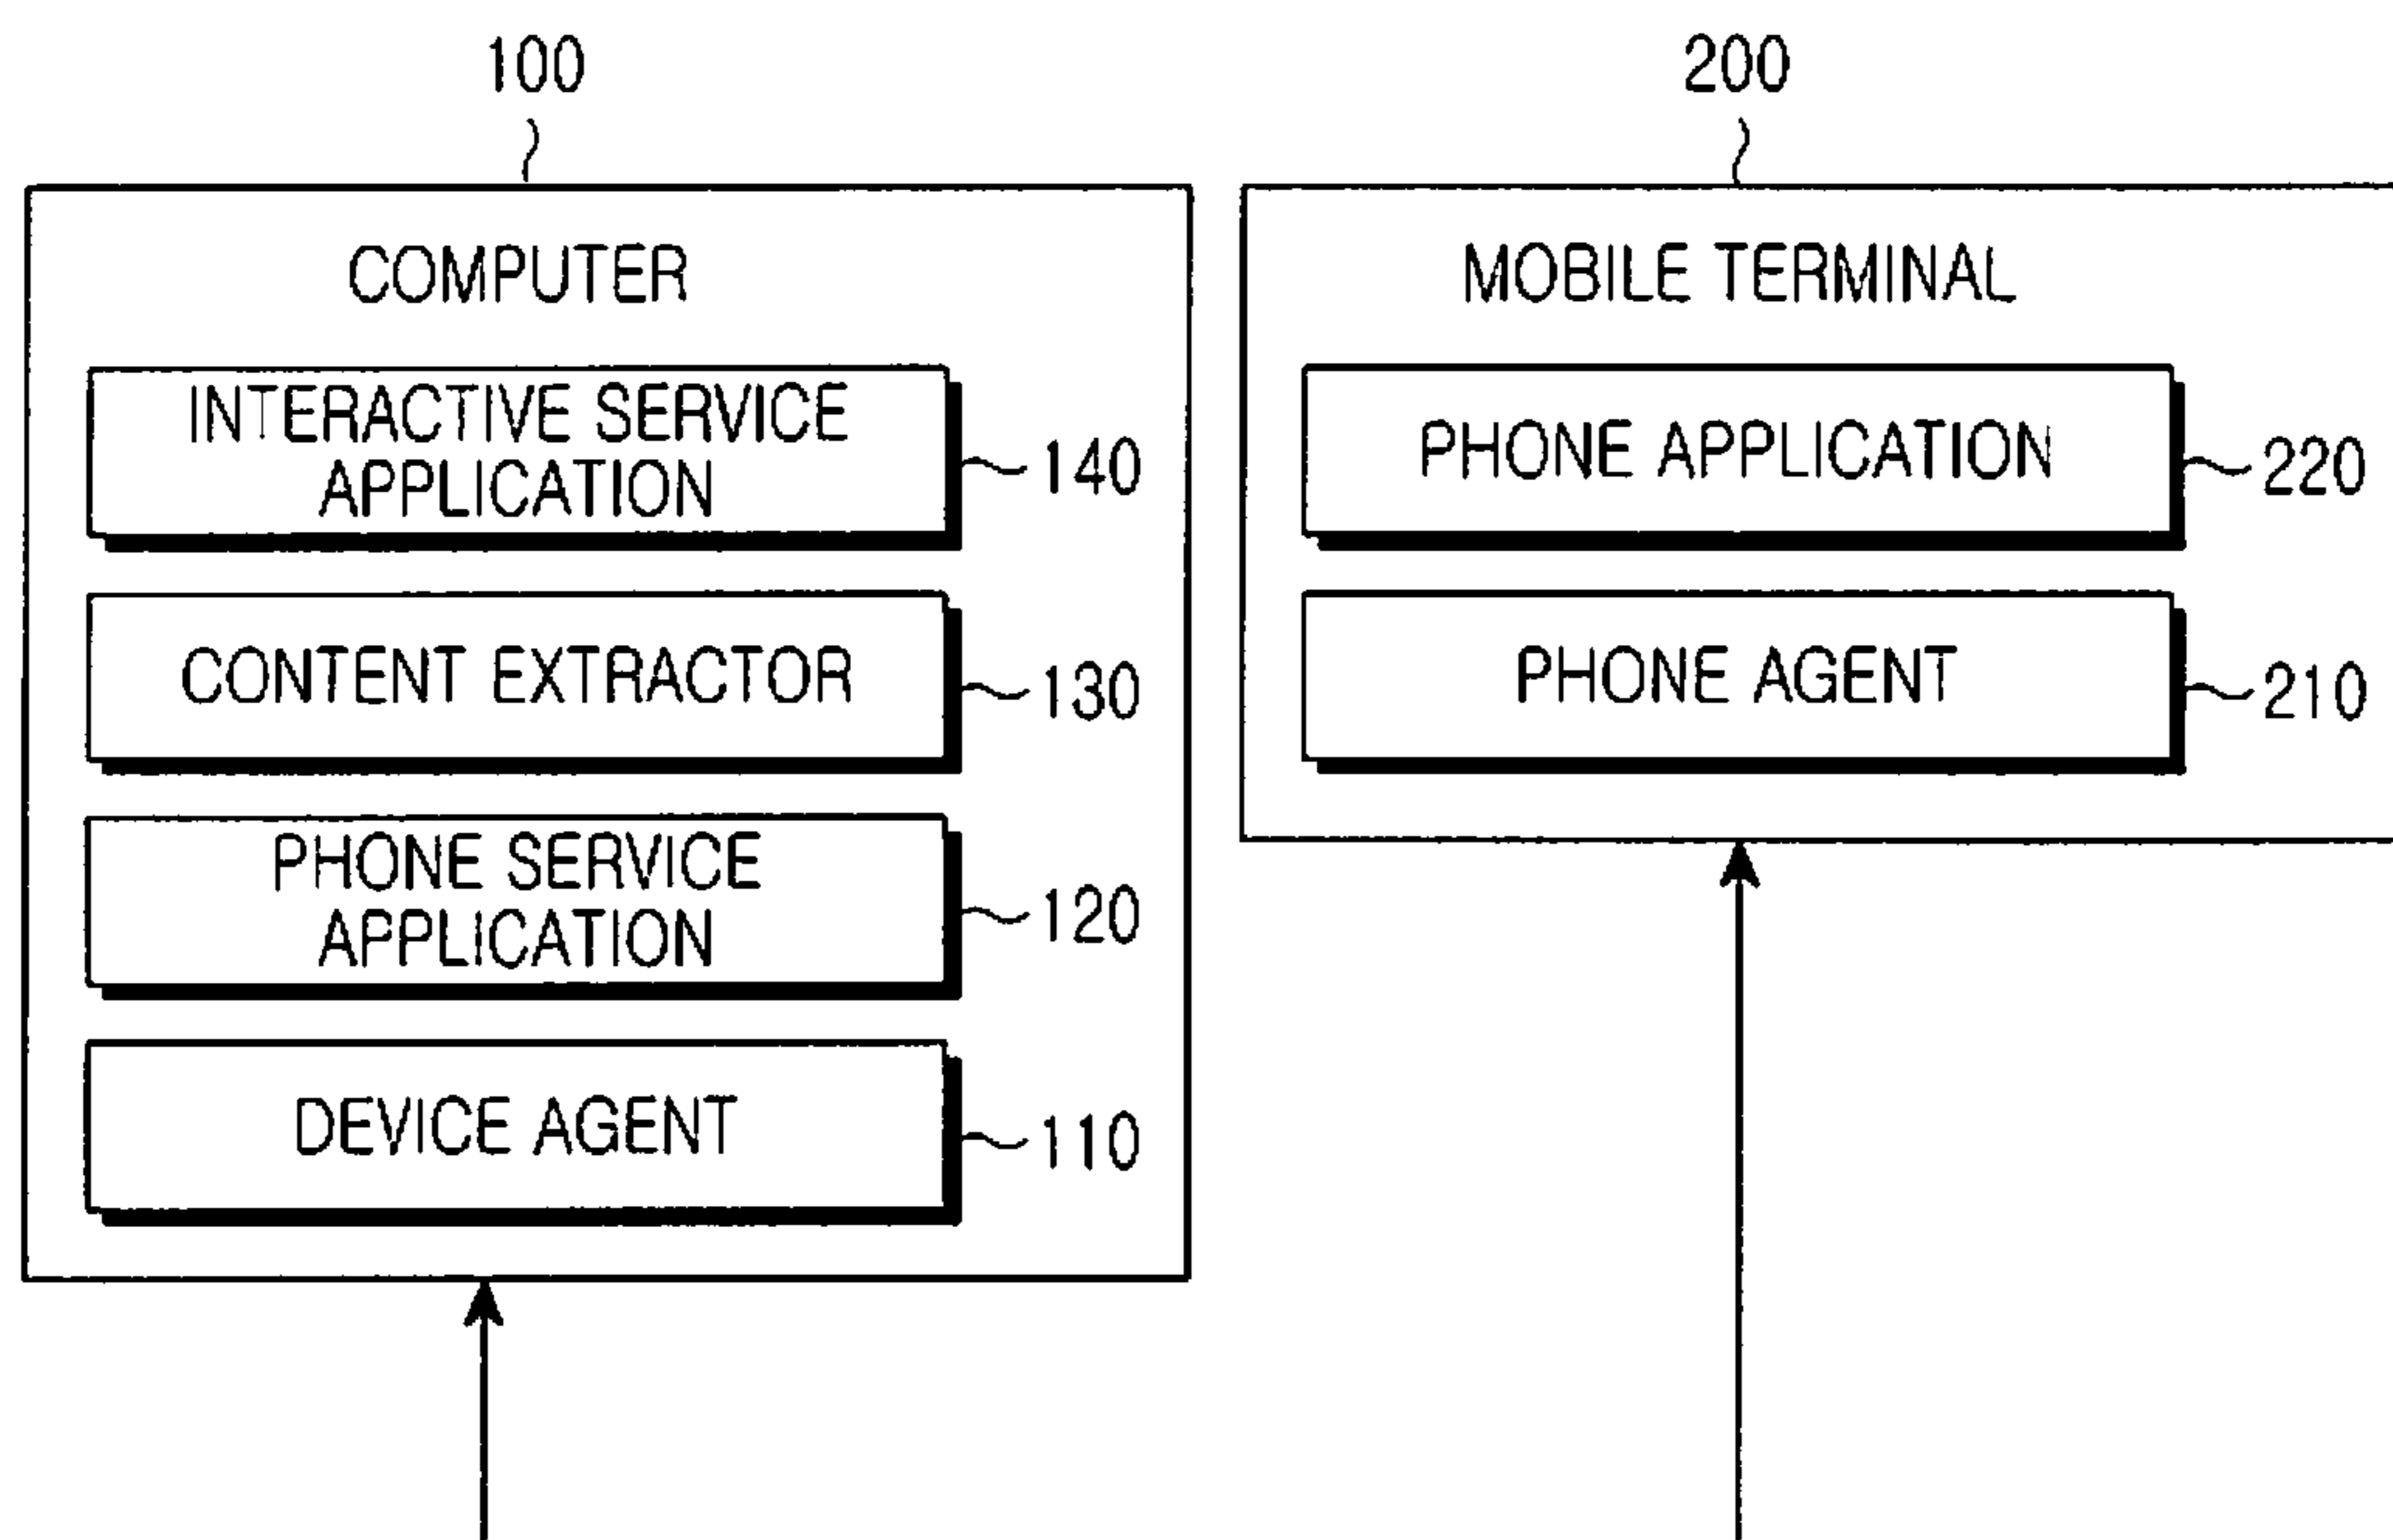 100
COMPUTER
INTERACTIVE SERVICE
APPLICATION
140
CONTENT EXTRACTOR
130
PHONE SERVICE
APPLICATION
120
DEVICE AGENT
110
200
MOBILE TERMINAL
PHONE APPLICATION
220
PHONE AGENT
210